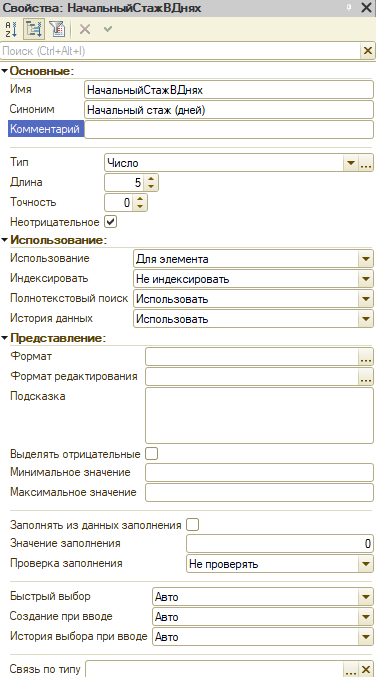 Свойства: НачальныйСтажВДнях
Поиск (Ctrl+Alt+I)
Основные:
Имя НачальныйСтажВДнях
Синоним Начальный стаж (дней)
Комментарий
Тип Число
Длина 5
Точность 0
Неотрицательное
Использование:
Использование Для элемента
Индексировать Не индексировать
Полнотекстовый поиск Использовать
История данных Использовать
Представление:
Формат
Формат редактирования
Подсказка
Выделять отрицательные
Минимальное значение
Максимальное значение
Заполнять из данных заполнения
Значение заполнения 0
Проверка заполнения Не проверять
Быстрый выбор Авто
Создание при вводе Авто
История выбора при вводе Авто
Связь по типу